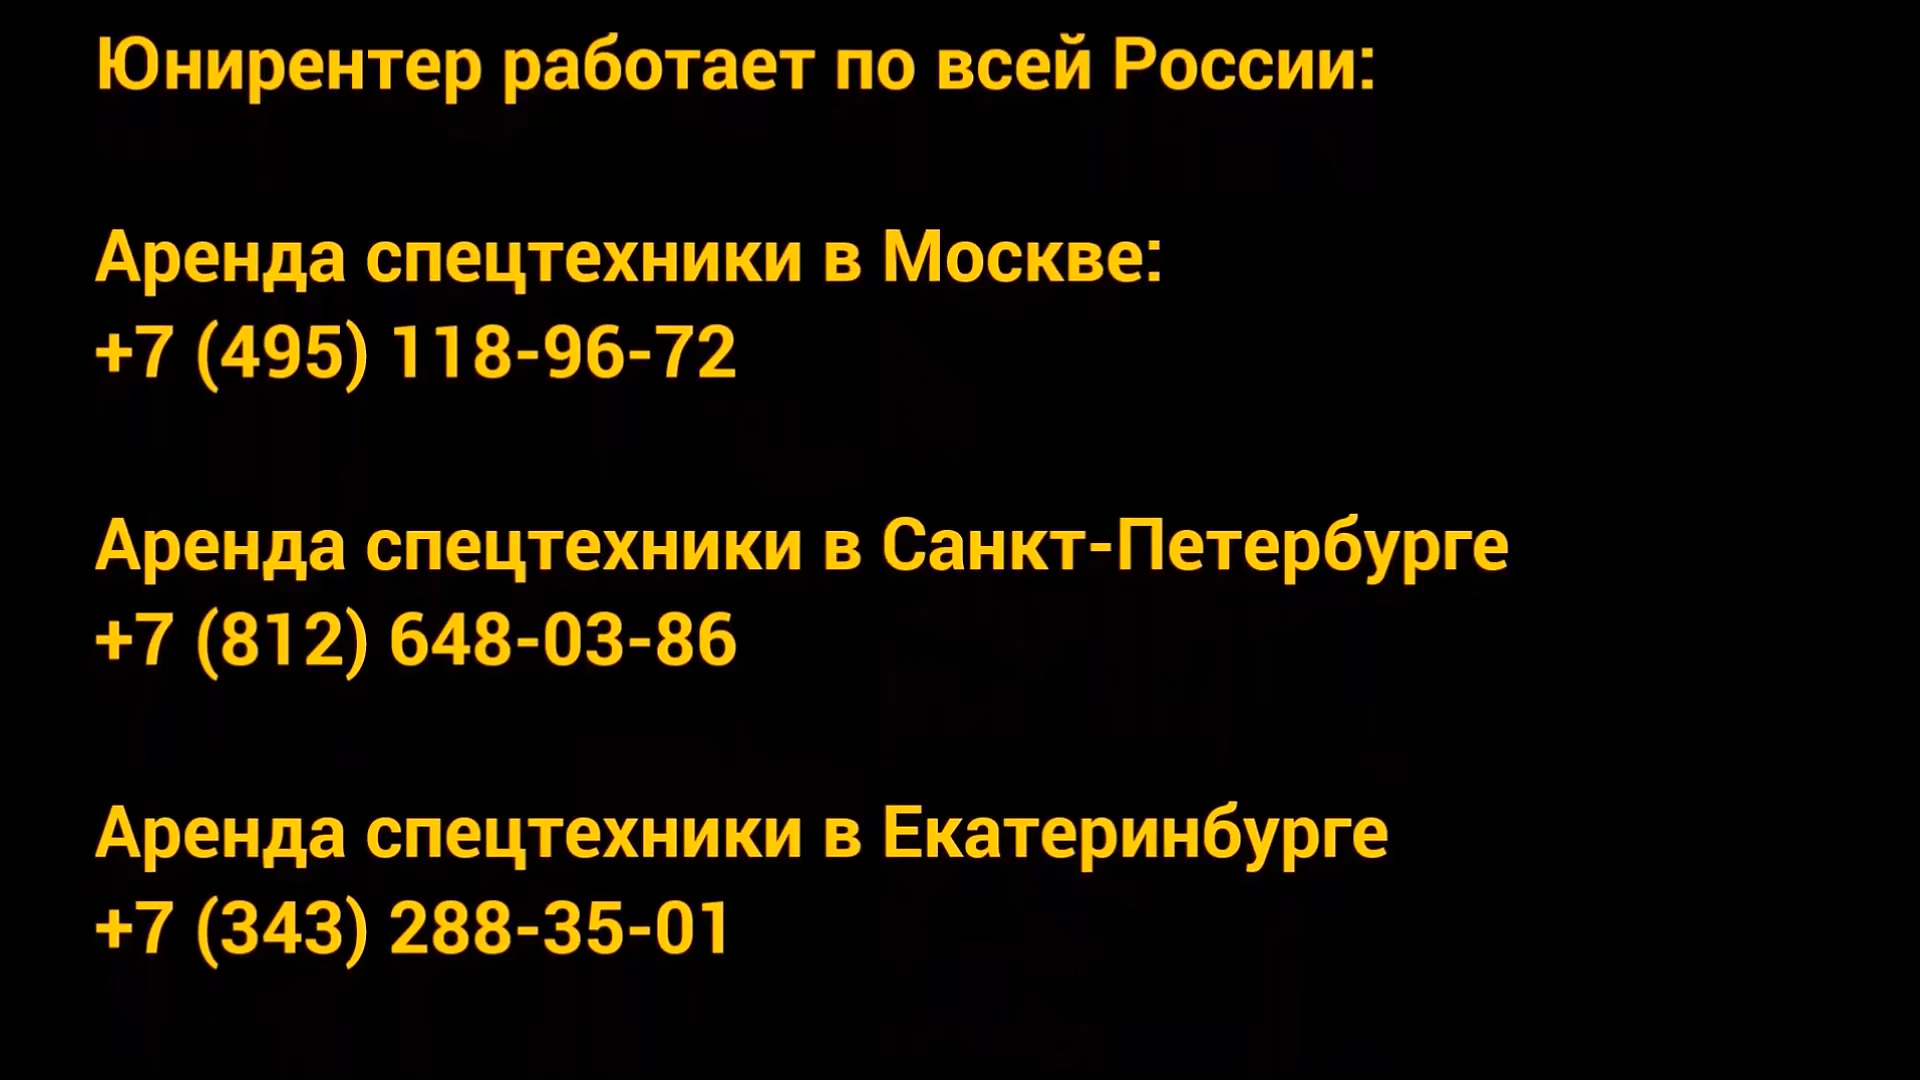 Юнирентер работает по всей России:
Аренда спецтехники в Москве:
+7 (495) 118-96-72
Аренда спецтехники в Санкт-Петербурге
+7 (812) 648-03-86
Аренда спецтехники в Екатеринбурге
+7 (343) 288-35-01